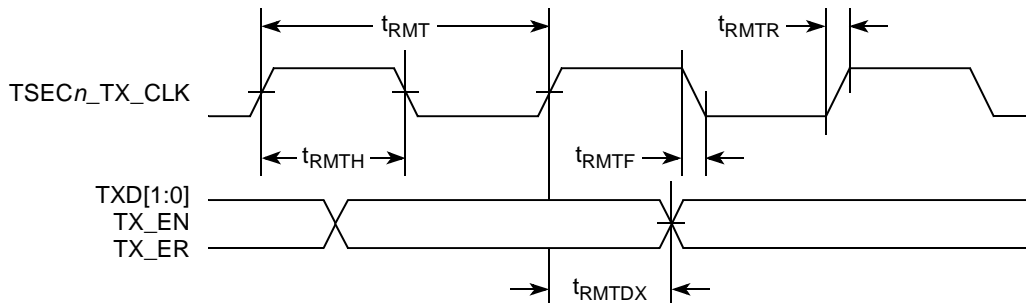 tRMT
tRMTR
TSECn_TX_CLK
tRMTH
tRMTF
TXD[1:0]
TX_EN
TX_ER
tRMTDX